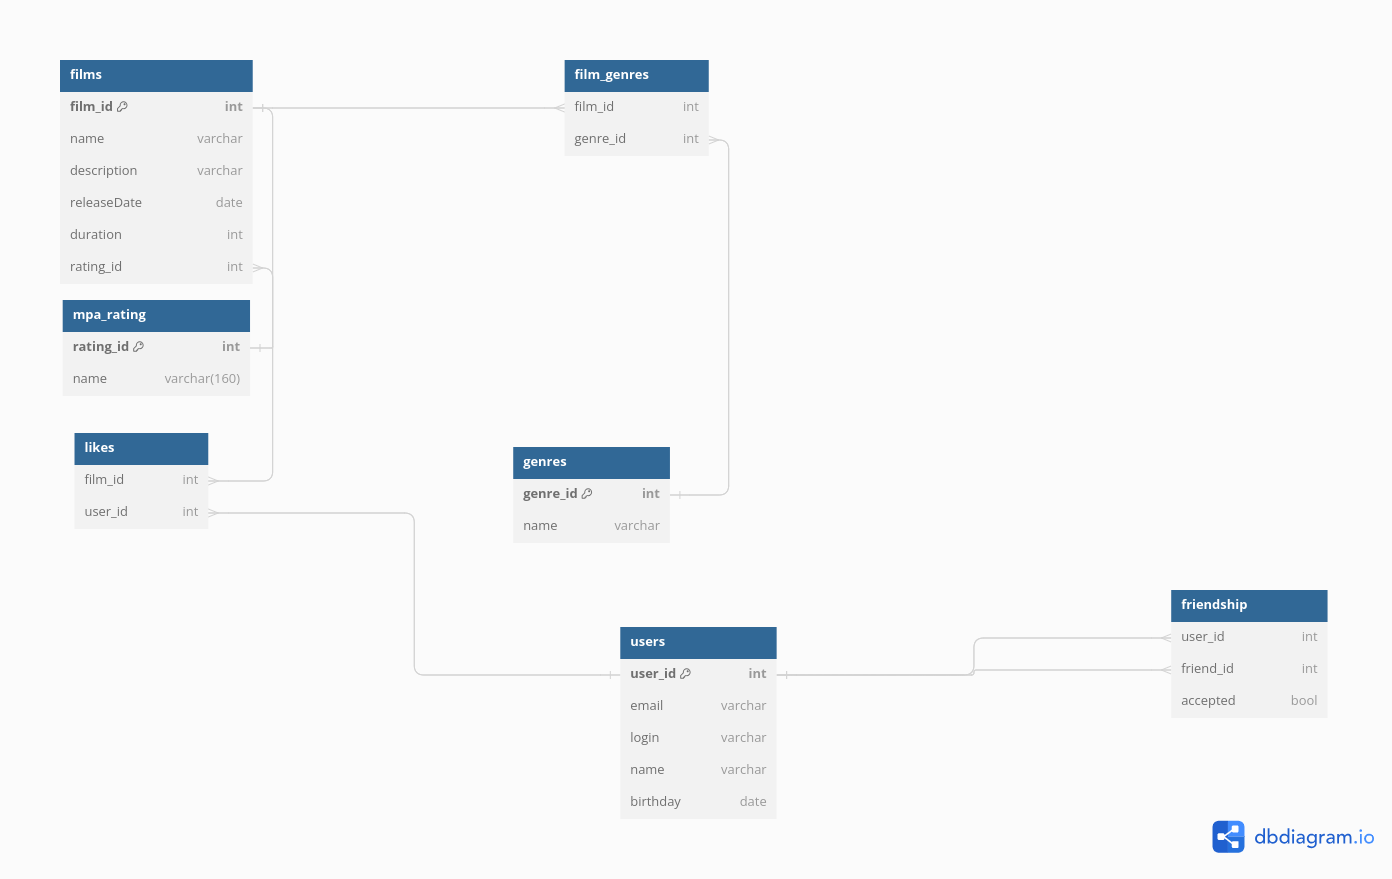 films
film_id int
name varchar
description varchar
releaseDate date
duration int
rating_id int
mpa_rating
rating_id int
name varchar(160)
likes
film_id int
user_id int
film_genres
film_id int
genre_id int
genres
genre_id int
name varchar
users
user_id int
email varchar
login varchar
name varchar
birthday date
friendship
user_id int
friend_id int
accepted bool
dbdiagram.io